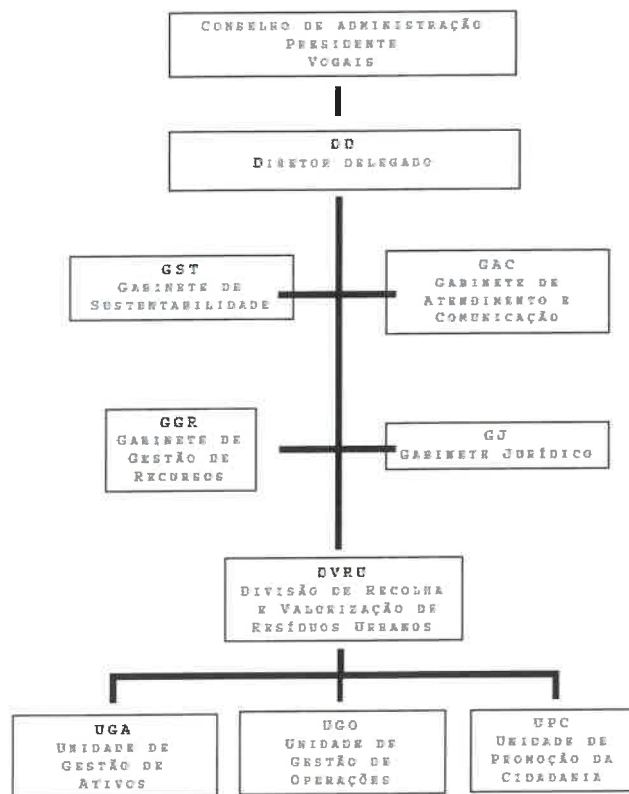 CONSELHO DE ADMINISTRAÇÃO
PRESIDENTE
VOGAIS
DD
DIRETOR DELEGADO
GST
GABINETE DE
SUSTENTABILIDADE
GAC
GABINETE DE
ATENDIMENTO E
COMUNICAÇÃO
GGR
GABINETE DE
GESTÃO DE
RECURSOS
GJ
GABINETE JURÍDICO
DVRU
DIVISÃO DE RECOLHA
E VALORIZAÇÃO DE
RESÍDUOS URBANOS
UGA
UNIDADE DE
GESTÃO DE
ATIVOS
UGO
UNIDADE DE
GESTÃO DE
OPERAÇÕES
UPC
UNIDADE DE
PROMOÇÃO DA
CIDADANIA